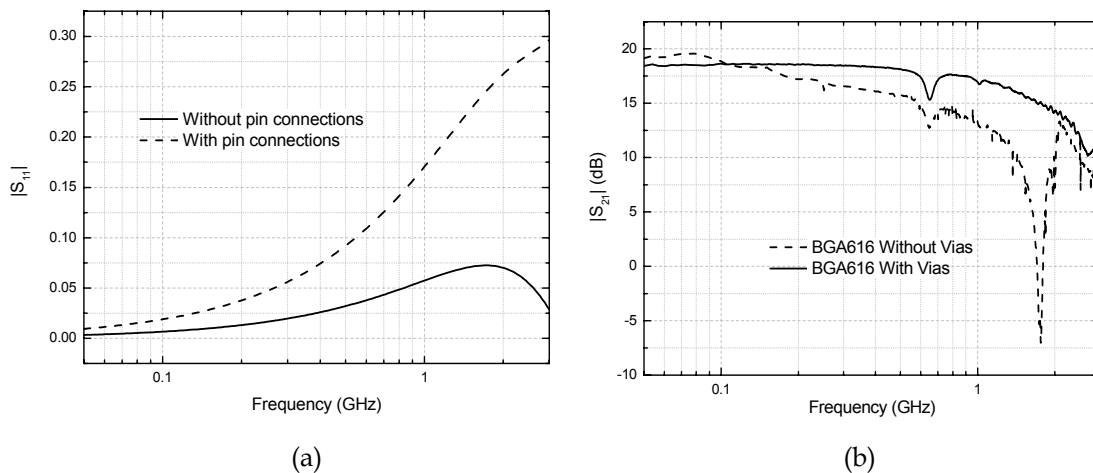 0.30
0.25
0.20
0.15
0.10
0.05
0.00
|S11|
Without pin connections
With pin connections
0.1
1
Frequency (GHz)
(a)
20
15
10
5
0
-5
-10
|S21| (dB)
BGA616 Without Vias
BGA616 With Vias
0.1
1
Frequency (GHz)
(b)